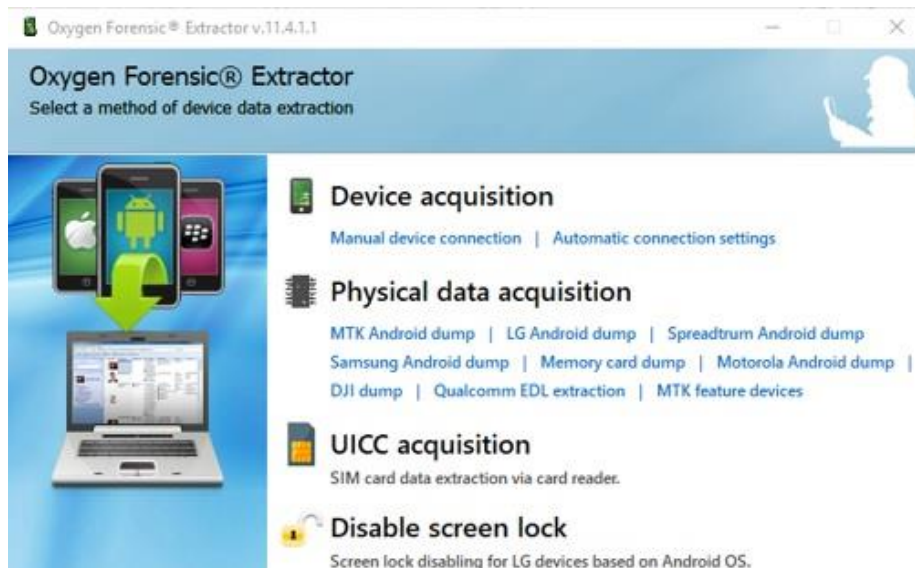 Oxygen Forensic® Extractor v.11.4.1.1
Oxygen Forensic® Extractor
Select a method of device data extraction
Device acquisition
Manual device connection | Automatic connection settings
Physical data acquisition
MTK Android dump | LG Android dump | Spreadtrum Android dump
Samsung Android dump | Memory card dump | Motorola Android dump |
DJI dump | Qualcomm EDL extraction | MTK feature devices
UICC acquisition
SIM card data extraction via card reader.
Disable screen lock
Screen lock disabling for LG devices based on Android OS.